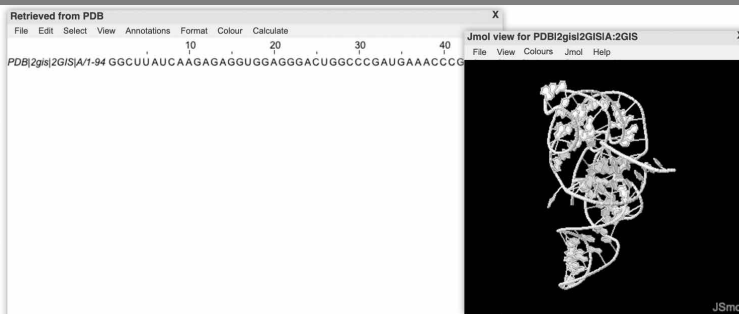 Retrieved from PDB X
File Edit Select View Annotations Format Colour Calculate
10 20 30 40
PDB|2gis|2GIS|A/1-94 GGCUUAUCAAGAGAGGUGGAGGGACUGGCCCGAUGAAACCCG
Jmol view for PDB|2gis|2GIS|A:2GIS
File View Colours Jmol Help
JSmo